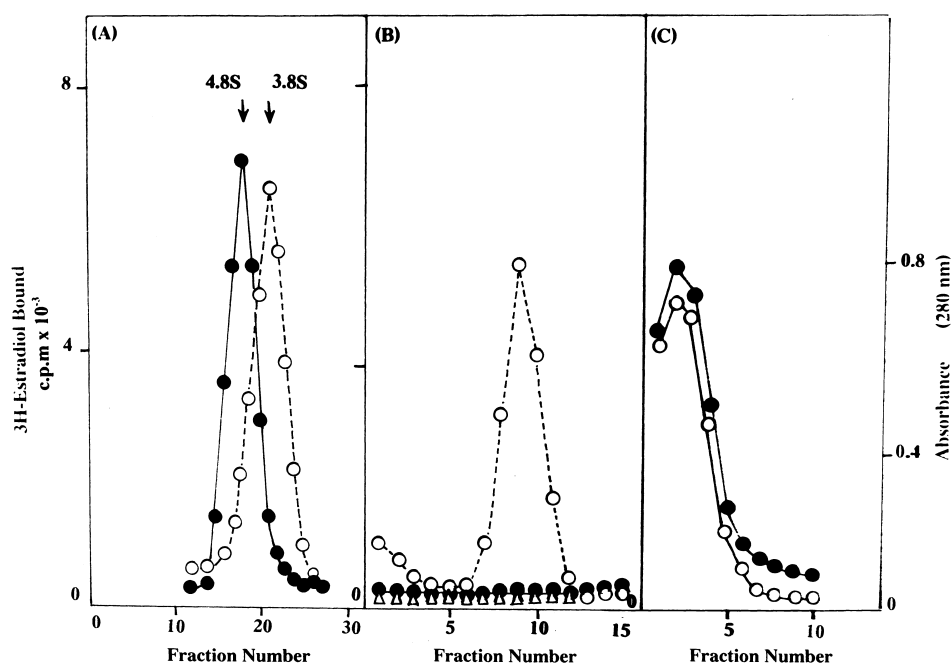 (A)
(B)
(C)
4.8S
3.8S
8
4
0
0
0
0.8
0.4
0
3H-Estradiol Bound
c.p.m x 10-3
Absorbance (280 nm)
0 10 20 30
5 10 15
5 10
Fraction Number
Fraction Number
Fraction Number